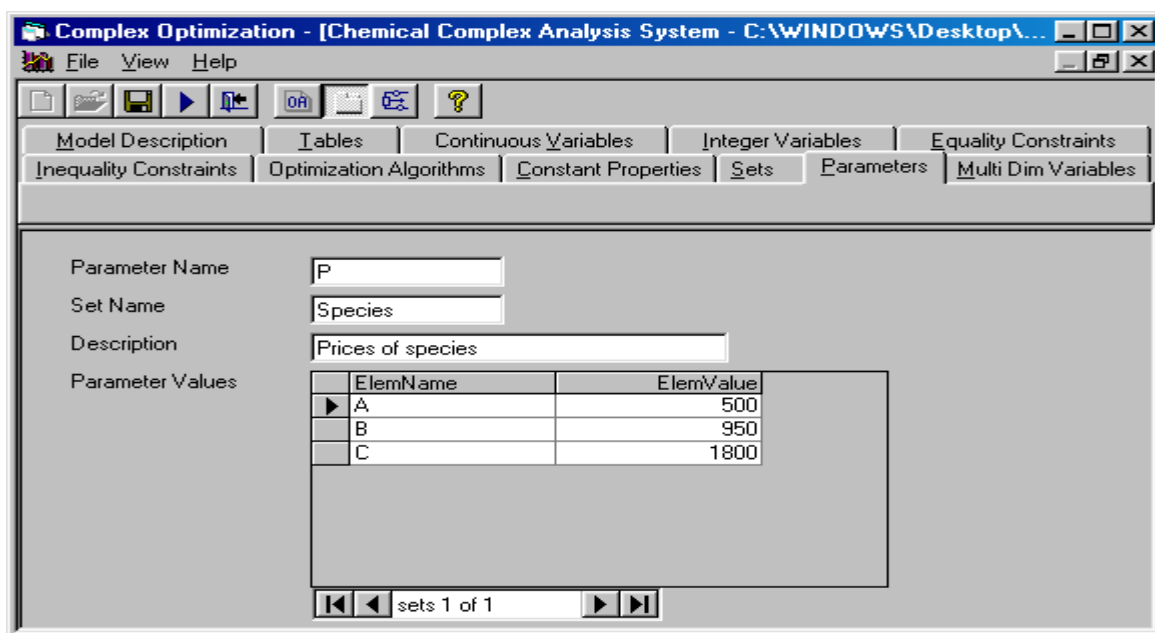 Complex Optimization - [Chemical Complex Analysis System - C:\WINDOWS\Desktop\...
File View Help
OA ?
Model Description Tables Continuous Variables Integer Variables Equality Constraints
Inequality Constraints Optimization Algorithms Constant Properties Sets Parameters Multi Dim Variables
Parameter Name P
Set Name Species
Description Prices of species
Parameter Values ElemName ElemValue
A 500
B 950
C 1800
sets 1 of 1